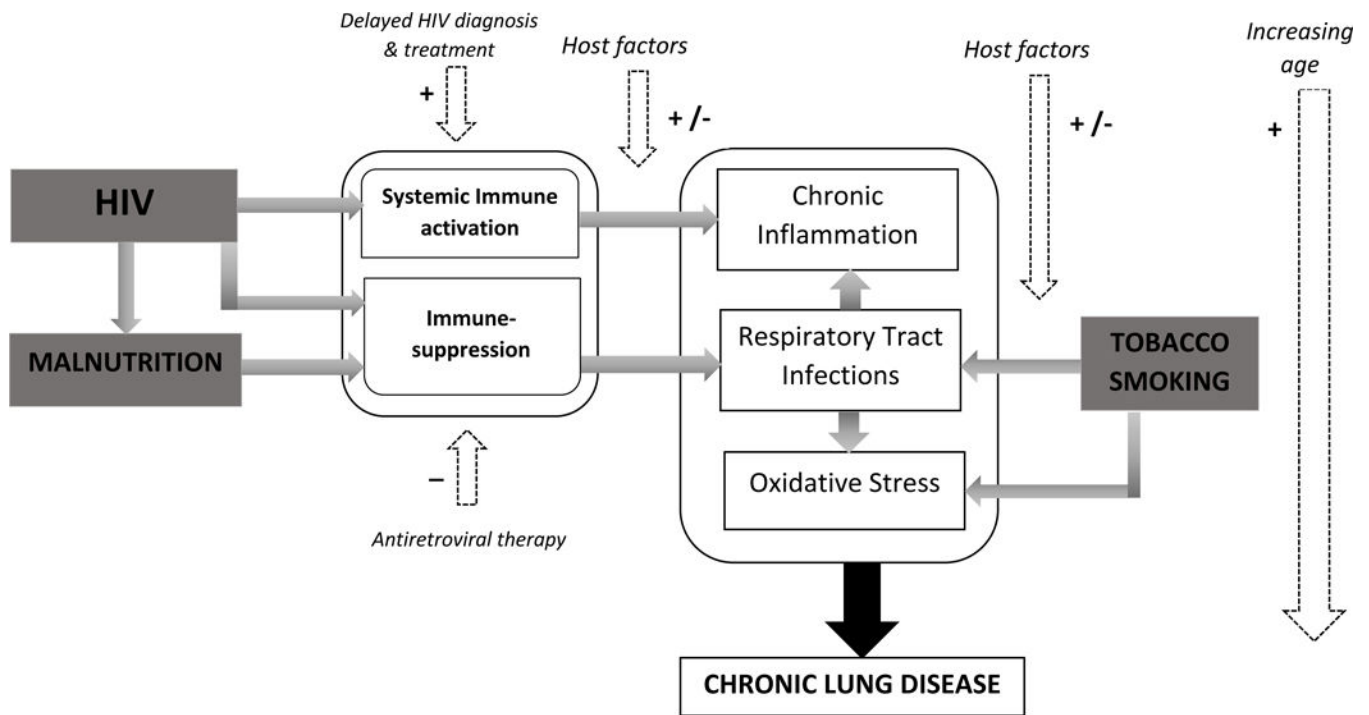 Delayed HIV diagnosis
& treatment
+
Host factors
+ /-
Host factors
+ /-
Increasing
age
+
HIV
MALNUTRITION
Systemic Immune
activation
Immune-
suppression
Chronic
Inflammation
Respiratory Tract
Infections
Oxidative Stress
TOBACCO
SMOKING
–
Antiretroviral therapy
CHRONIC LUNG DISEASE